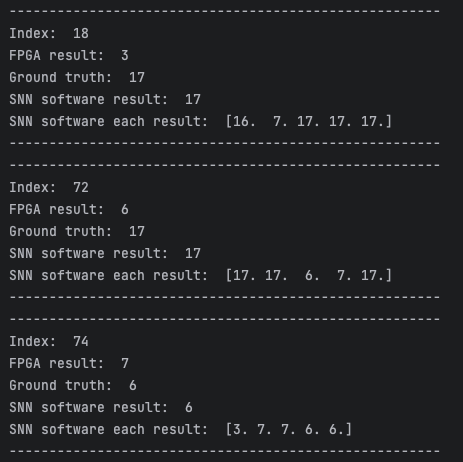 ------------------------------------------------------
Index:  18
FPGA result:  3
Ground truth:  17
SNN software result:  17
SNN software each result:  [16.  7. 17. 17. 17.]
------------------------------------------------------
------------------------------------------------------
Index:  72
FPGA result:  6
Ground truth:  17
SNN software result:  17
SNN software each result:  [17. 17.  6.  7. 17.]
------------------------------------------------------
------------------------------------------------------
Index:  74
FPGA result:  7
Ground truth:  6
SNN software result:  6
SNN software each result:  [3. 7. 7. 6. 6.]
------------------------------------------------------